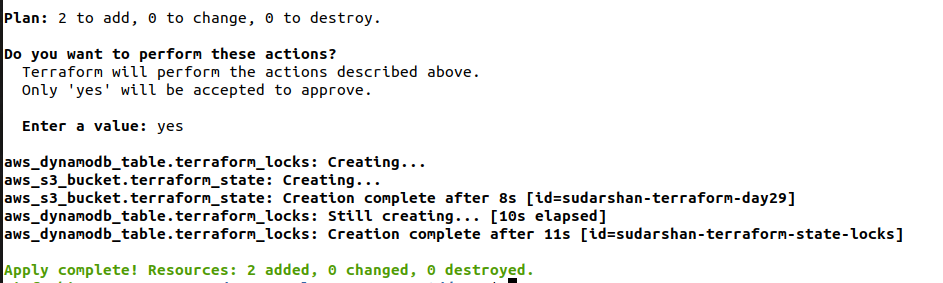 Plan: 2 to add, 0 to change, 0 to destroy.
Do you want to perform these actions?
Terraform will perform the actions described above.
Only 'yes' will be accepted to approve.
Enter a value: yes
aws_dynamodb_table.terraform_locks: Creating...
aws_s3_bucket.terraform_state: Creating...
aws_s3_bucket.terraform_state: Creation complete after 8s [id=sudarshan-terraform-day29]
aws_dynamodb_table.terraform_locks: Still creating... [10s elapsed]
aws_dynamodb_table.terraform_locks: Creation complete after 11s [id=sudarshan-terraform-state-locks]
Apply complete! Resources: 2 added, 0 changed, 0 destroyed.